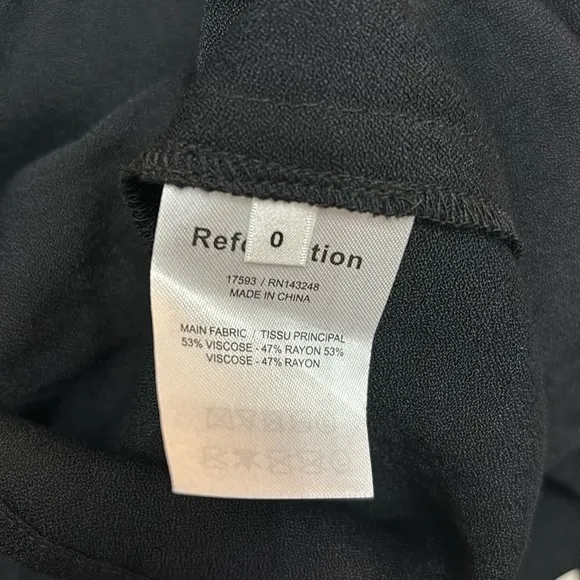 Refo 0 tion
17593 / RN143248
MADE IN CHINA
MAIN FABRIC / TISSU PRINCIPAL
53% VISCOSE - 47% RAYON 53%
VISCOSE - 47% RAYON